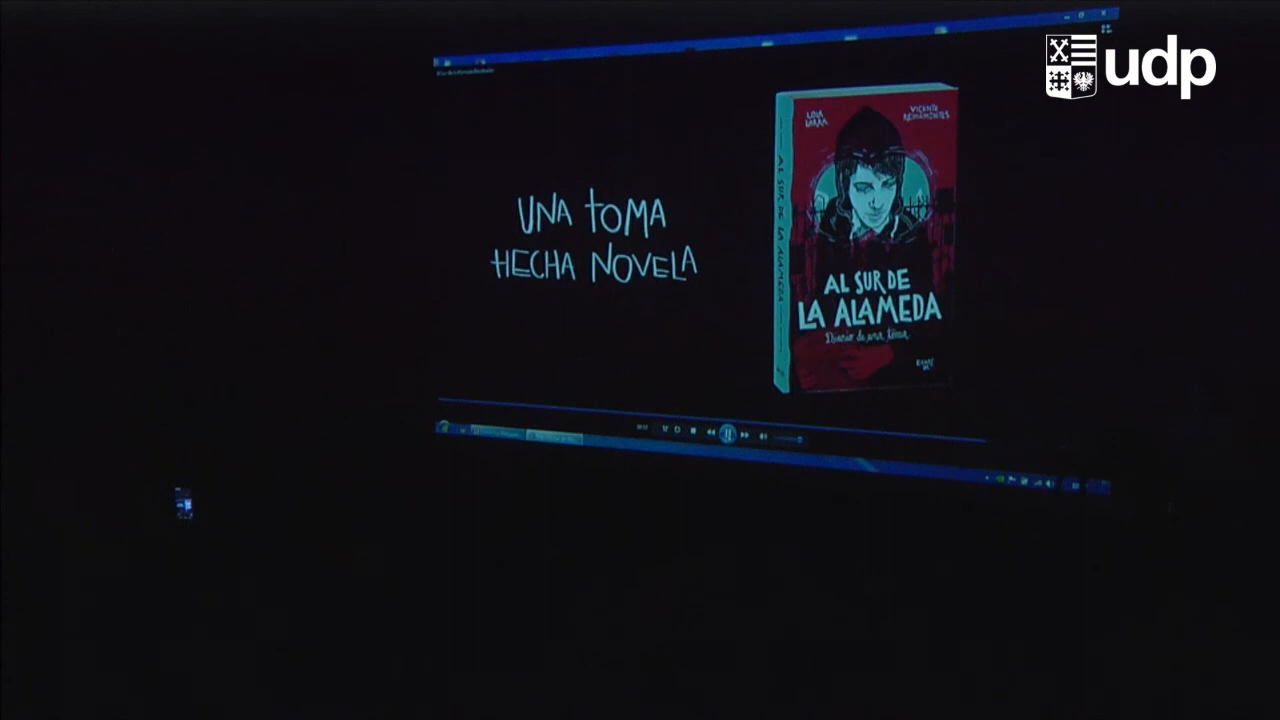 udp
UNA TOMA
HECHA NOVELA
LOLA
LARRA
VICENTE
REINAMONTES
AL SUR DE LA ALAMEDA
AL SUR DE
LA ALAMEDA
Diario de una toma